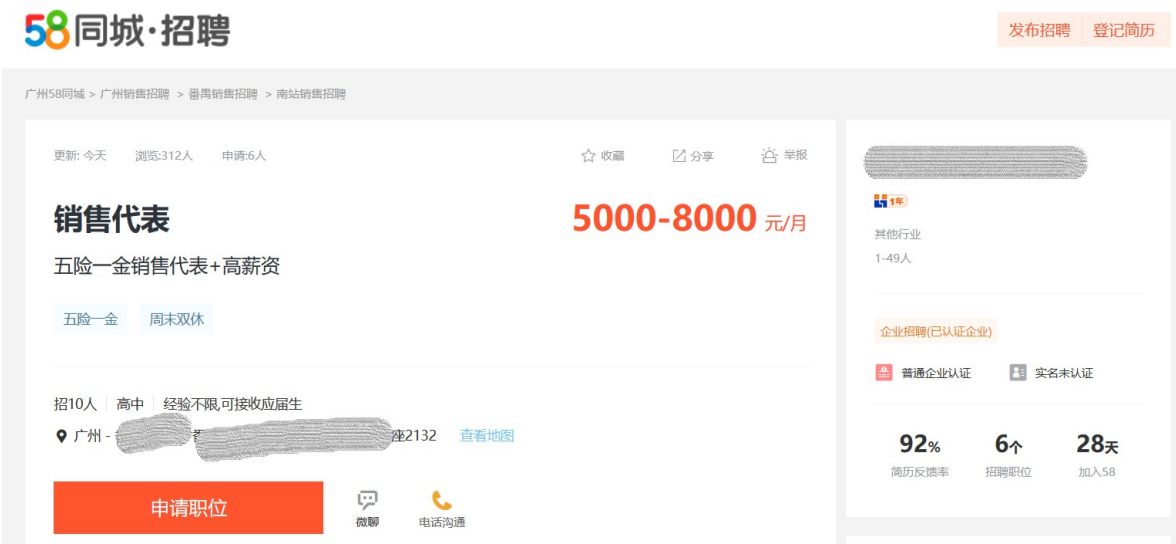 58同城·招聘
发布招聘 登记简历
广州58同城 > 广州销售招聘 > 番禺销售招聘 > 南站销售招聘
更新: 今天 浏览:312人 申请:6人 收藏 分享 举报
销售代表 5000-8000 元/月
五险一金销售代表+高薪资
五险一金 周末双休
招10人 高中 经验不限,可接收应届生
广州 - 座2132 查看地图
申请职位 微聊 电话沟通
1年
其他行业
1-49人
企业招聘(已认证企业)
普通企业认证 实名未认证
92% 6个 28天
简历反馈率 招聘职位 加入58